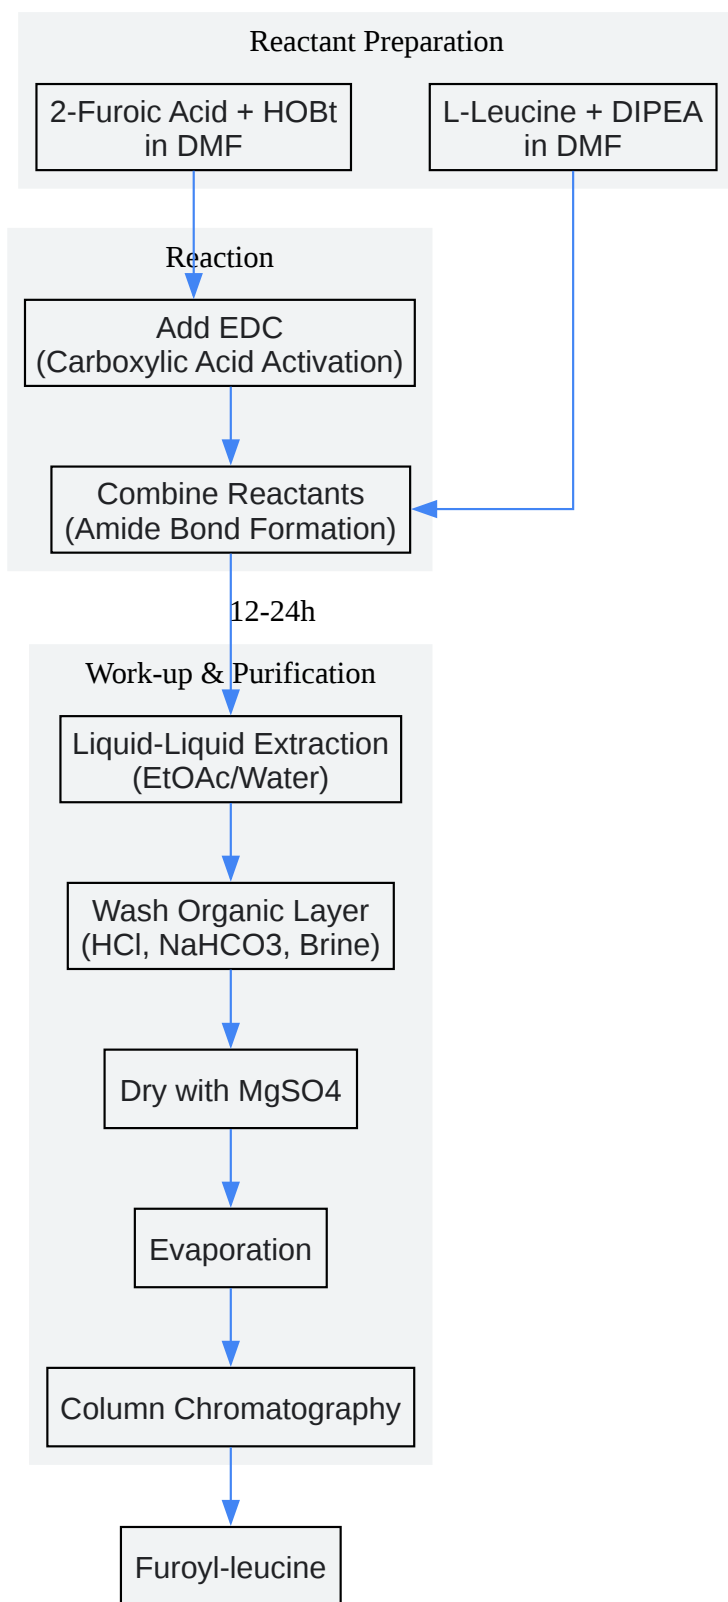 Reactant Preparation
2-Furoic Acid + HOBt
in DMF
L-Leucine + DIPEA
in DMF
Reaction
Add EDC
(Carboxylic Acid Activation)
Combine Reactants
(Amide Bond Formation)
12-24h
Work-up & Purification
Liquid-Liquid Extraction
(EtOAc/Water)
Wash Organic Layer
(HCl, NaHCO3, Brine)
Dry with MgSO4
Evaporation
Column Chromatography
Furoyl-leucine